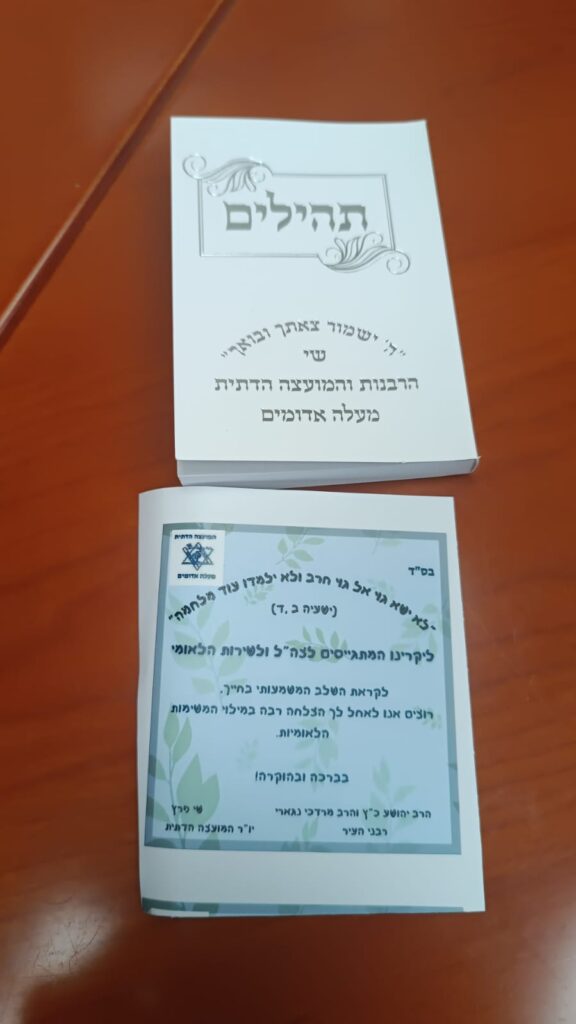 תהילים
"ה' ישמור צאתך ובואך"
שי
הרבנות והמועצה הדתית
מעלה אדומים
המועצה הדתית
מעלה אדומים
בס"ד
"לא ישא גוי אל גוי חרב ולא ילמדו עוד מלחמה"
(ישעיה ב ,ד)
ליקרינו המתגייסים לצה"ל ולשירות הלאומי
לקראת השלב המשמעותי בחייך,
רוצים אנו לאחל לך הצלחה רבה במילוי המשימות
הלאומיות.
בברכה ובהוקרה!
הרב יהושע כ"ץ והרב מרדכי נגארי
רבני העיר
שי פרץ
יו"ר המועצה הדתית